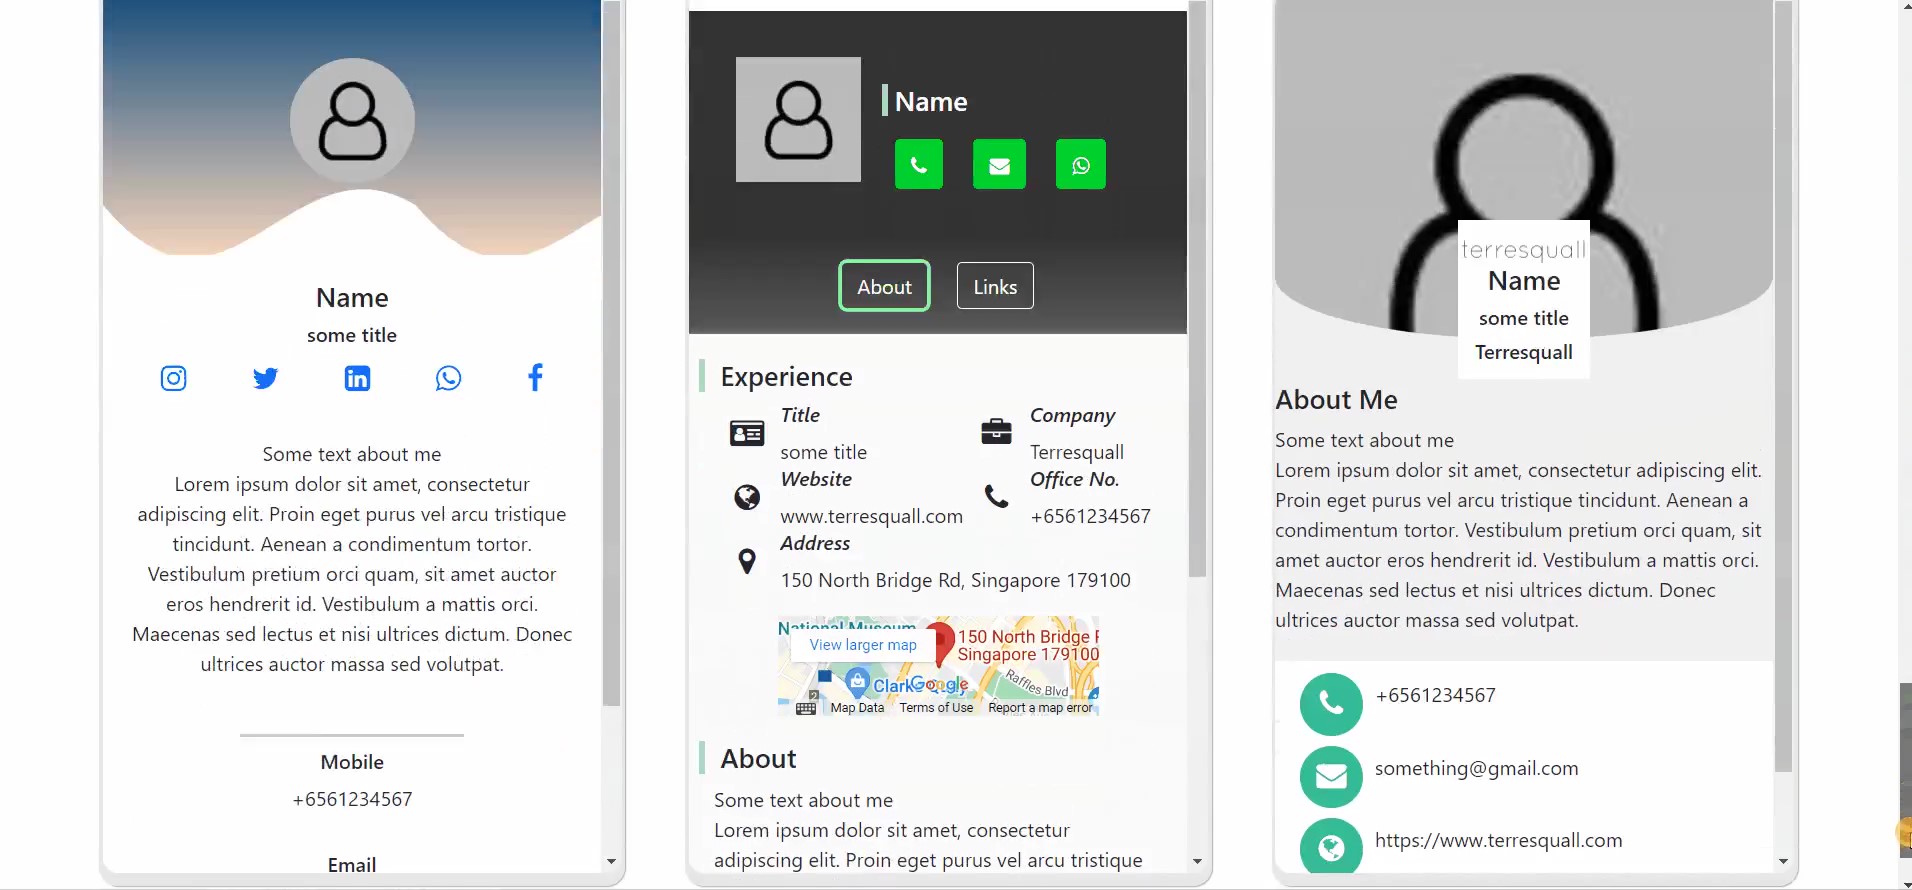 Name
some title
Some text about me
Lorem ipsum dolor sit amet, consectetur
adipiscing elit. Proin eget purus vel arcu tristique
tincidunt. Aenean a condimentum tortor.
Vestibulum pretium orci quam, sit amet auctor
eros hendrerit id. Vestibulum a mattis orci.
Maecenas sed lectus et nisi ultrices dictum. Donec
ultrices auctor massa sed volutpat.
Mobile
+6561234567
Email
Name
About
Links
Experience
Title
some title
Company
Terresquall
Website
www.terresquall.com
Office No.
+6561234567
Address
150 North Bridge Rd, Singapore 179100
National Museum
View larger map
150 North Bridge R
Singapore 179100
Clarke Quay
Google
Raffles Blvd
2
Map Data
Terms of Use
Report a map error
About
Some text about me
Lorem ipsum dolor sit amet, consectetur
adipiscing elit. Proin eget purus vel arcu tristique
terresquall
Name
some title
Terresquall
About Me
Some text about me
Lorem ipsum dolor sit amet, consectetur adipiscing elit.
Proin eget purus vel arcu tristique tincidunt. Aenean a
condimentum tortor. Vestibulum pretium orci quam, sit
amet auctor eros hendrerit id. Vestibulum a mattis orci.
Maecenas sed lectus et nisi ultrices dictum. Donec
ultrices auctor massa sed volutpat.
+6561234567
something@gmail.com
https://www.terresquall.com